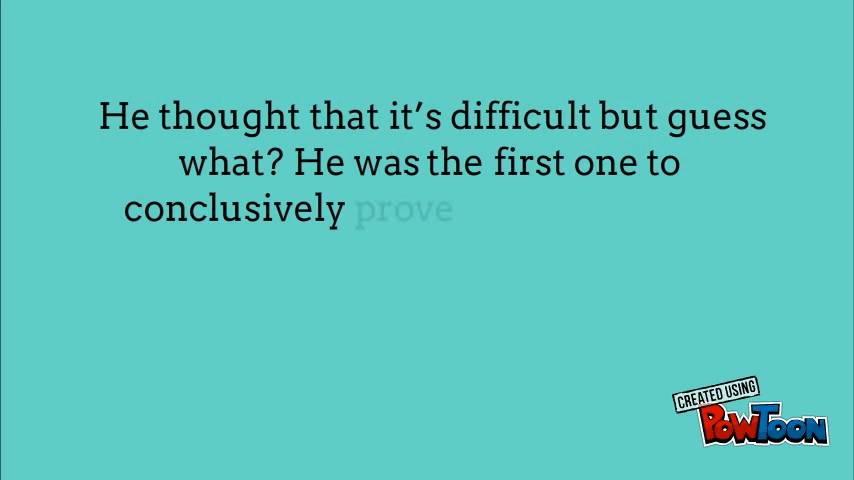 He thought that it’s difficult but guess
what? He was the first one to
conclusively prove
CREATED USING
POWTOON